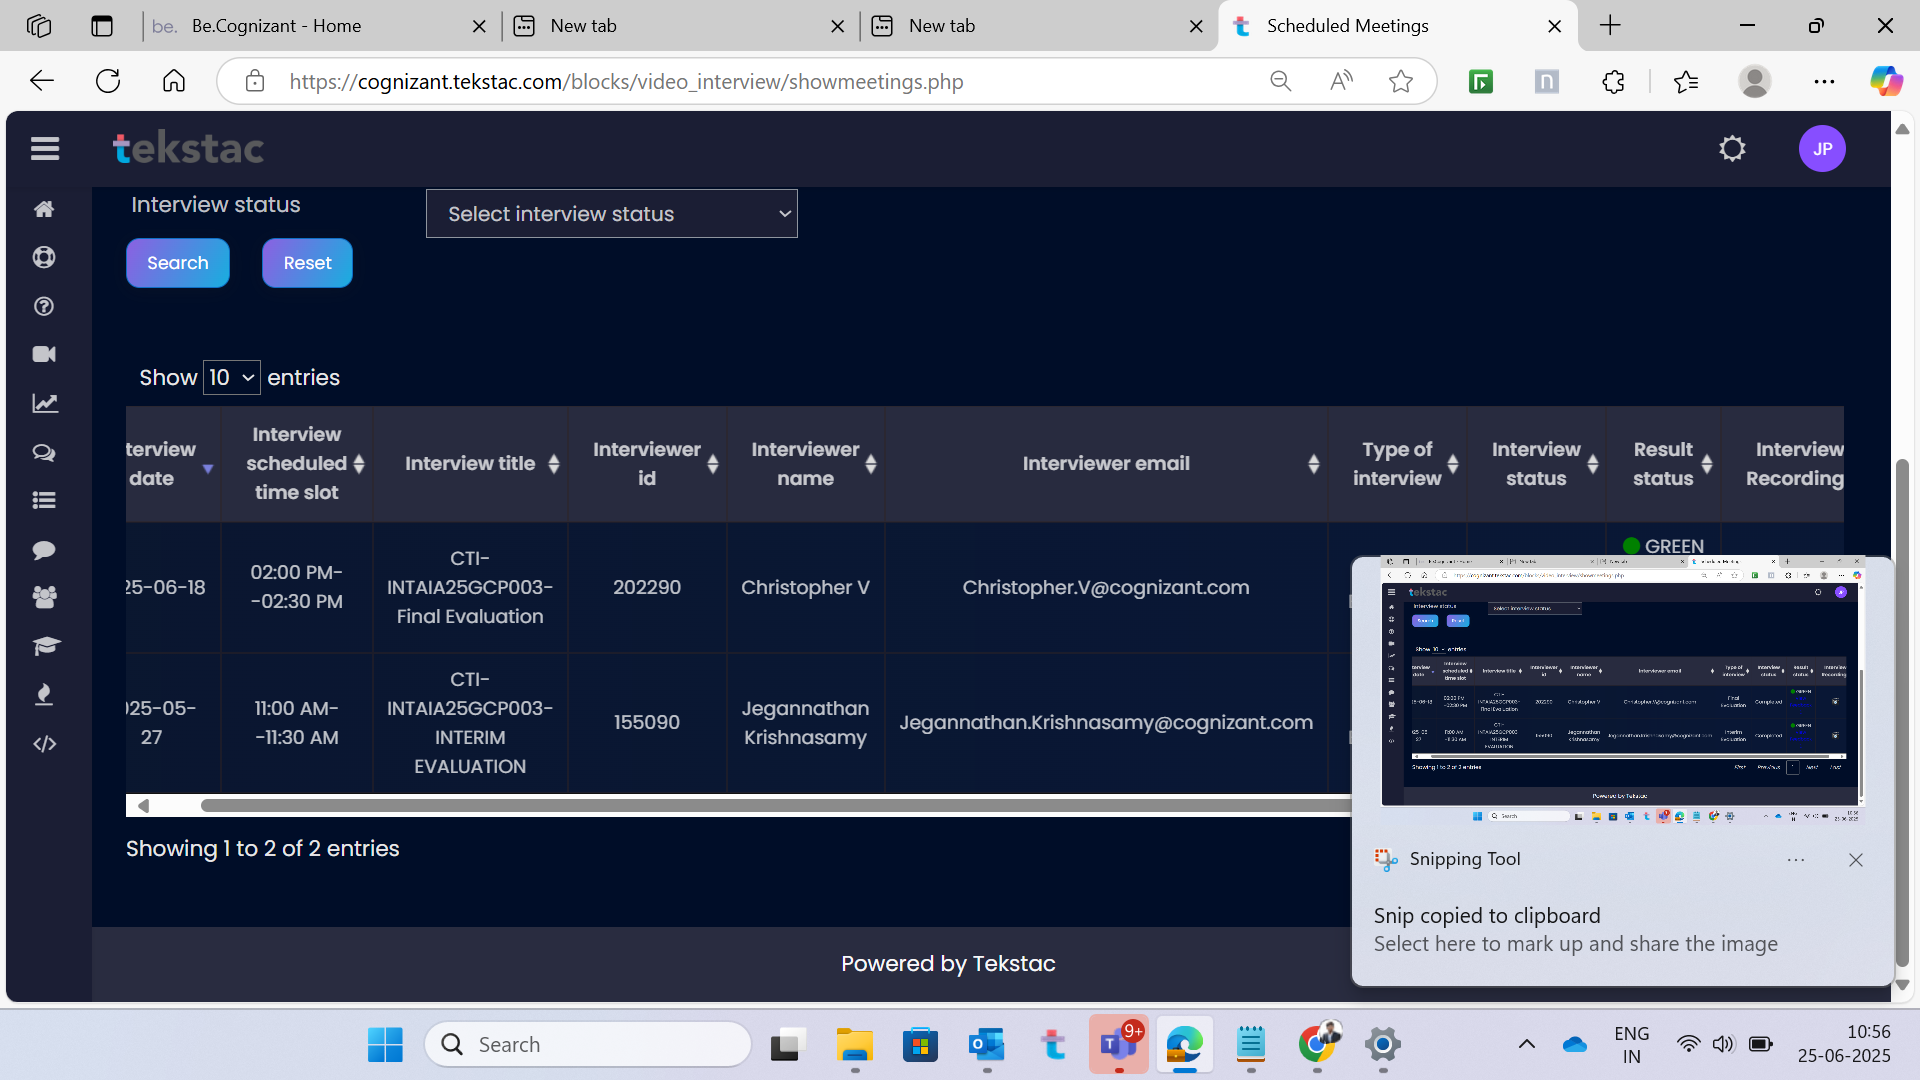 be. Be.Cognizant - Home
New tab
New tab
Scheduled Meetings
https://cognizant.tekstac.com/blocks/video_interview/showmeetings.php
tekstac
JP
Interview status
Select interview status
Search
Reset
Show 10 entries
terview date
Interview scheduled time slot
Interview title
Interviewer id
Interviewer name
Interviewer email
Type of interview
Interview status
Result status
Interview Recording
25-06-18
02:00 PM-
-02:30 PM
CTI-
INTAIA25GCP003-
Final Evaluation
202290
Christopher V
Christopher.V@cognizant.com
GREEN
025-05-
27
11:00 AM-
-11:30 AM
CTI-
INTAIA25GCP003-
INTERIM
EVALUATION
155090
Jegannathan
Krishnasamy
Jegannathan.Krishnasamy@cognizant.com
Showing 1 to 2 of 2 entries
Powered by Tekstac
Snipping Tool
Snip copied to clipboard
Select here to mark up and share the image
Search
9+
ENG
IN
10:56
25-06-2025